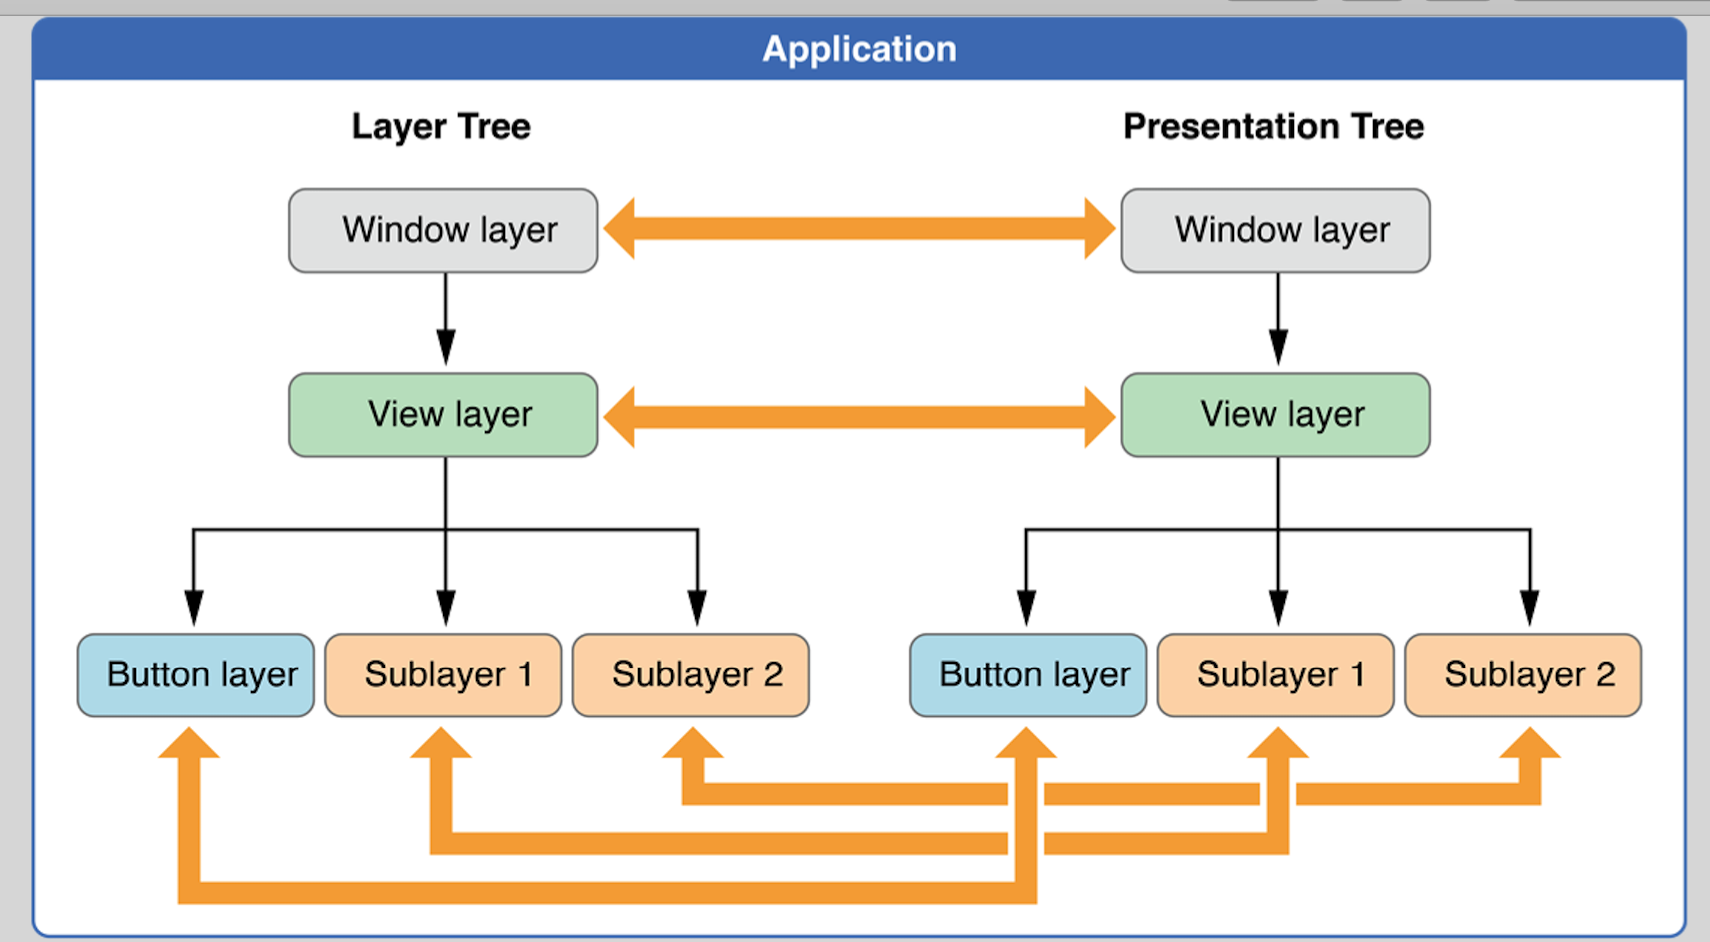 Application
Layer Tree
Presentation Tree
Window layer
Window layer
View layer
View layer
Button layer
Sublayer 1
Sublayer 2
Button layer
Sublayer 1
Sublayer 2